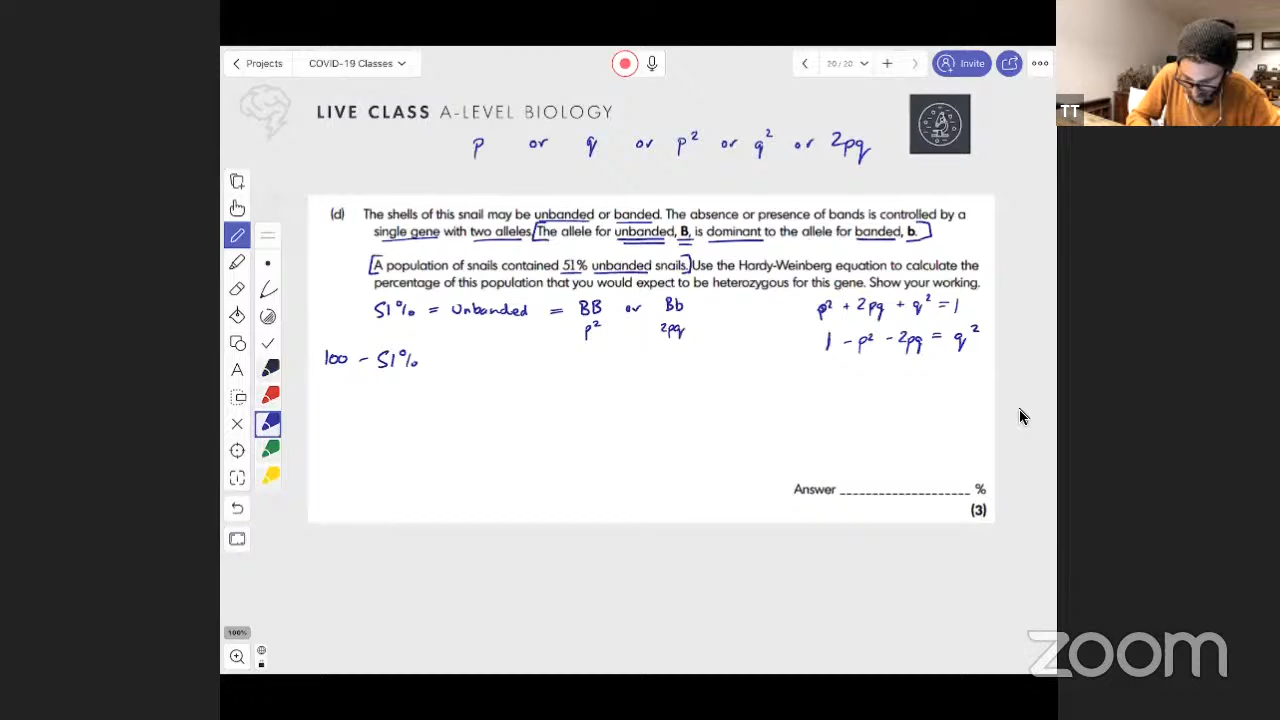 Projects
COVID-19 Classes
20/20
Invite
LIVE CLASS A-LEVEL BIOLOGY
p or q or p² or q² or 2pq
TT
(d) The shells of this snail may be unbanded or banded. The absence or presence of bands is controlled by a
single gene with two alleles. The allele for unbanded, B, is dominant to the allele for banded, b.
A population of snails contained 51% unbanded snails. Use the Hardy-Weinberg equation to calculate the
percentage of this population that you would expect to be heterozygous for this gene. Show your working.
51% = Unbanded = BB or Bb
p² 2pq
p² + 2pq + q² = 1
1 - p² - 2pq = q²
100 - 51%
Answer ____________________ %
(3)
100%
zoom